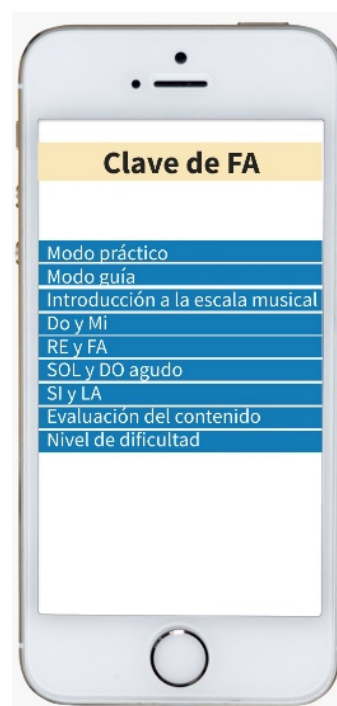 Clave de FA
Modo práctico
Modo guía
Introducción a la escala musical
Do y Mi
RE y FA
SOL y DO agudo
SI y LA
Evaluación del contenido
Nivel de dificultad